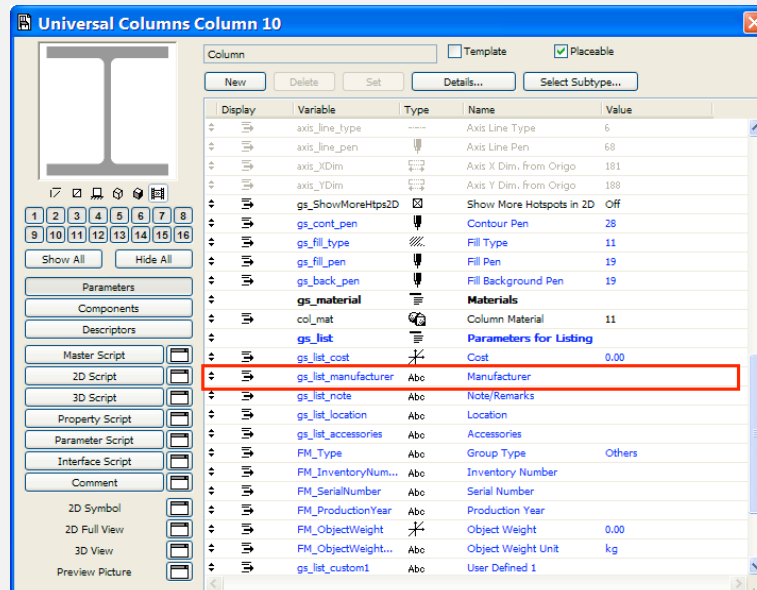 Universal Columns Column 10
Column
Template
Placeable
New Delete Set Details... Select Subtype...
Display Variable Type Name Value
axis_line_type Axis Line Type 6
axis_line_pen Axis Line Pen 68
axis_XDim Axis X Dim. from Origo 181
axis_YDim Axis Y Dim. from Origo 188
gs_ShowMoreHtps2D Show More Hotspots in 2D Off
gs_cont_pen Contour Pen 28
gs_fill_type Fill Type 11
gs_fill_pen Fill Pen 19
gs_back_pen Fill Background Pen 19
gs_material Materials
col_mat Column Material 11
gs_list Parameters for Listing
gs_list_cost Cost 0.00
gs_list_manufacturer Abc Manufacturer
gs_list_note Abc Note/Remarks
gs_list_location Abc Location
gs_list_accessories Abc Accessories
FM_Type Abc Group Type Others
FM_InventoryNum... Abc Inventory Number
FM_SerialNumber Abc Serial Number
FM_ProductionYear Abc Production Year
FM_ObjectWeight Object Weight 0.00
FM_ObjectWeight... Abc Object Weight Unit kg
gs_list_custom1 Abc User Defined 1
1 2 3 4 5 6 7 8
9 10 11 12 13 14 15 16
Show All Hide All
Parameters
Components
Descriptors
Master Script
2D Script
3D Script
Property Script
Parameter Script
Interface Script
Comment
2D Symbol
2D Full View
3D View
Preview Picture